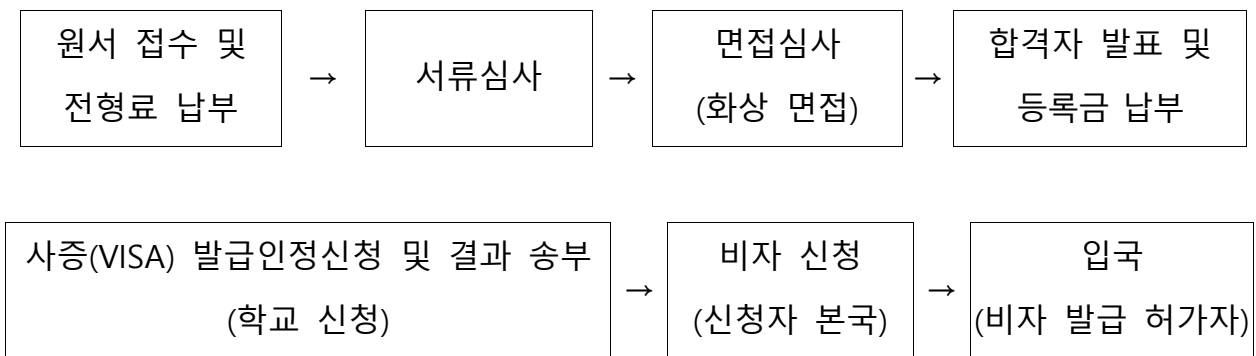 원서 접수 및
전형료 납부
→
서류심사
→
면접심사
(화상 면접)
→
합격자 발표 및
등록금 납부
사증(VISA) 발급인정신청 및 결과 송부
(학교 신청)
→
비자 신청
(신청자 본국)
→
입국
(비자 발급 허가자)